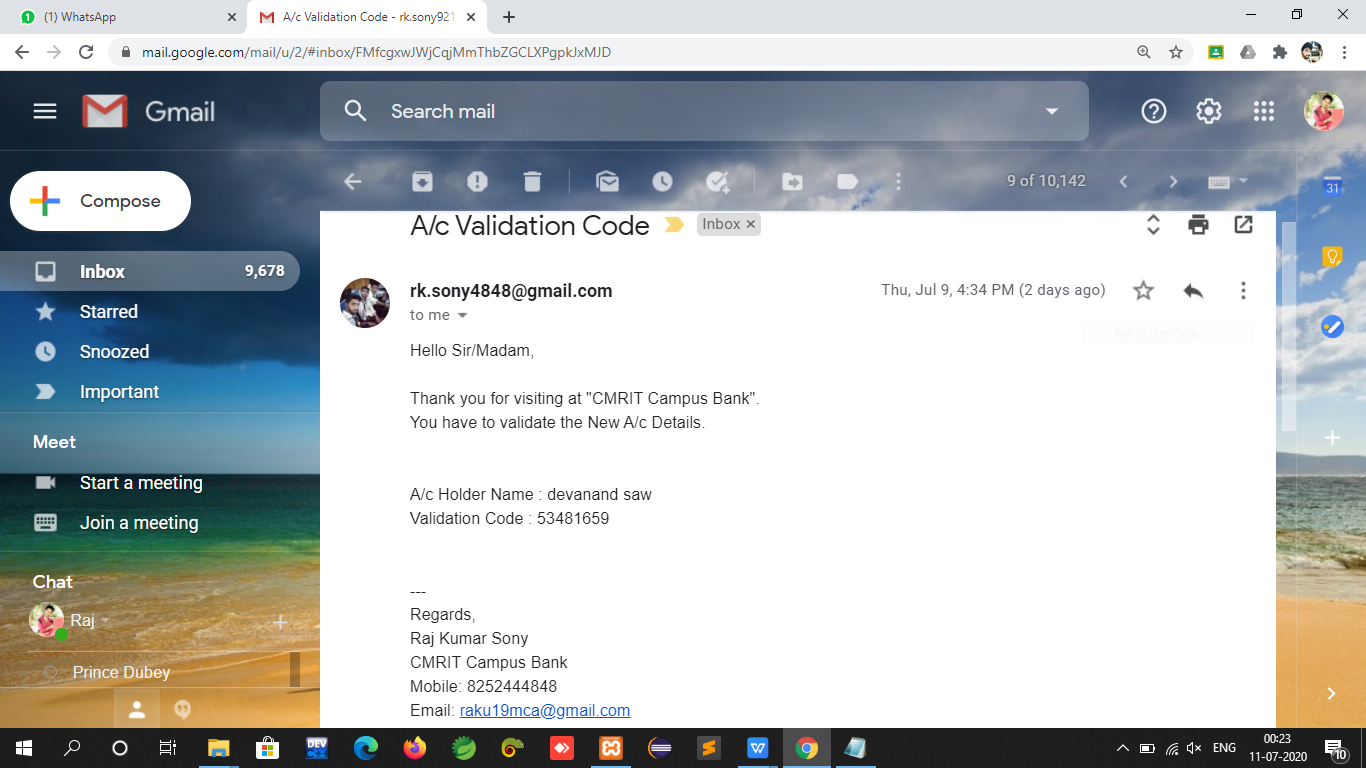 (1) WhatsApp
A/c Validation Code - rk.sony921
mail.google.com/mail/u/2/#inbox/FMfcgxwJWjCqjMmThbZGCLXPgpkJxMJD
Gmail
Search mail
Compose
9 of 10,142
31
A/c Validation Code
Inbox
Inbox 9,678
Starred
Snoozed
Important
Meet
Start a meeting
Join a meeting
Chat
Raj
Prince Dubey
rk.sony4848@gmail.com
Thu, Jul 9, 4:34 PM (2 days ago)
to me
Full-screen Snip
Hello Sir/Madam,
Thank you for visiting at "CMRIT Campus Bank".
You have to validate the New A/c Details.
A/c Holder Name : devanand saw
Validation Code : 53481659
---
Regards,
Raj Kumar Sony
CMRIT Campus Bank
Mobile: 8252444848
Email: raku19mca@gmail.com
DEV
ENG
00:23
11-07-2020
10